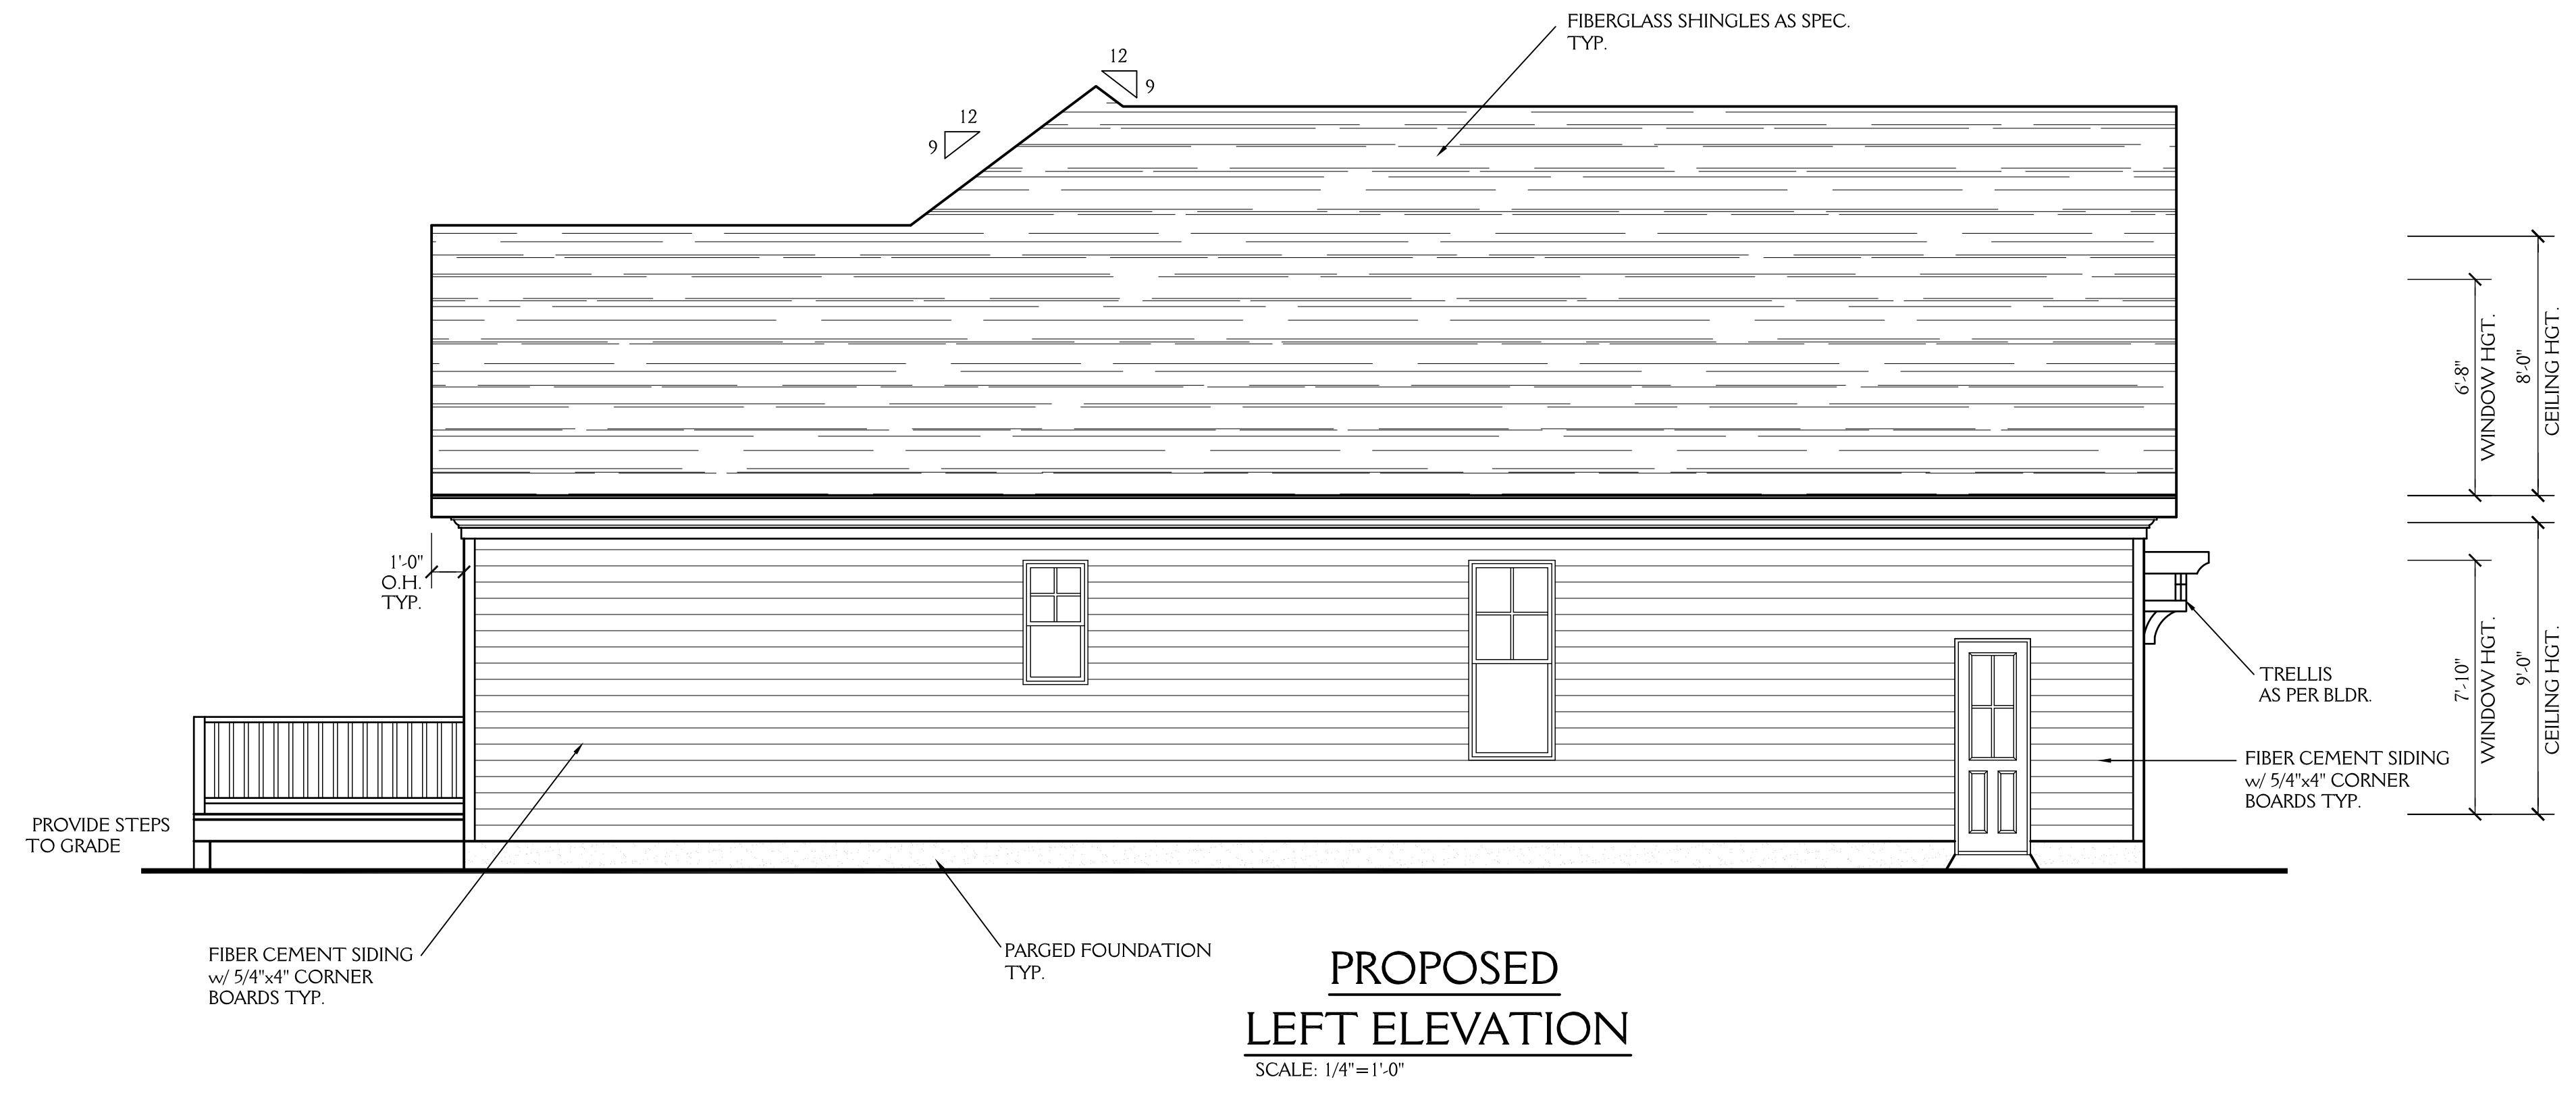 FIBERGLASS SHINGLES AS SPEC.
TYP.
12
9
12
9
1'-0"
O.H.
TYP.
6'-8"
WINDOW HGT.
8'-0"
CEILING HGT.
7'-10"
WINDOW HGT.
9'-0"
CEILING HGT.
TRELLIS
AS PER BLDR.
FIBER CEMENT SIDING
w/ 5/4"x4" CORNER
BOARDS TYP.
PROVIDE STEPS
TO GRADE
FIBER CEMENT SIDING
w/ 5/4"x4" CORNER
BOARDS TYP.
PARGED FOUNDATION
TYP.
PROPOSED
LEFT ELEVATION
SCALE: 1/4"=1'-0"